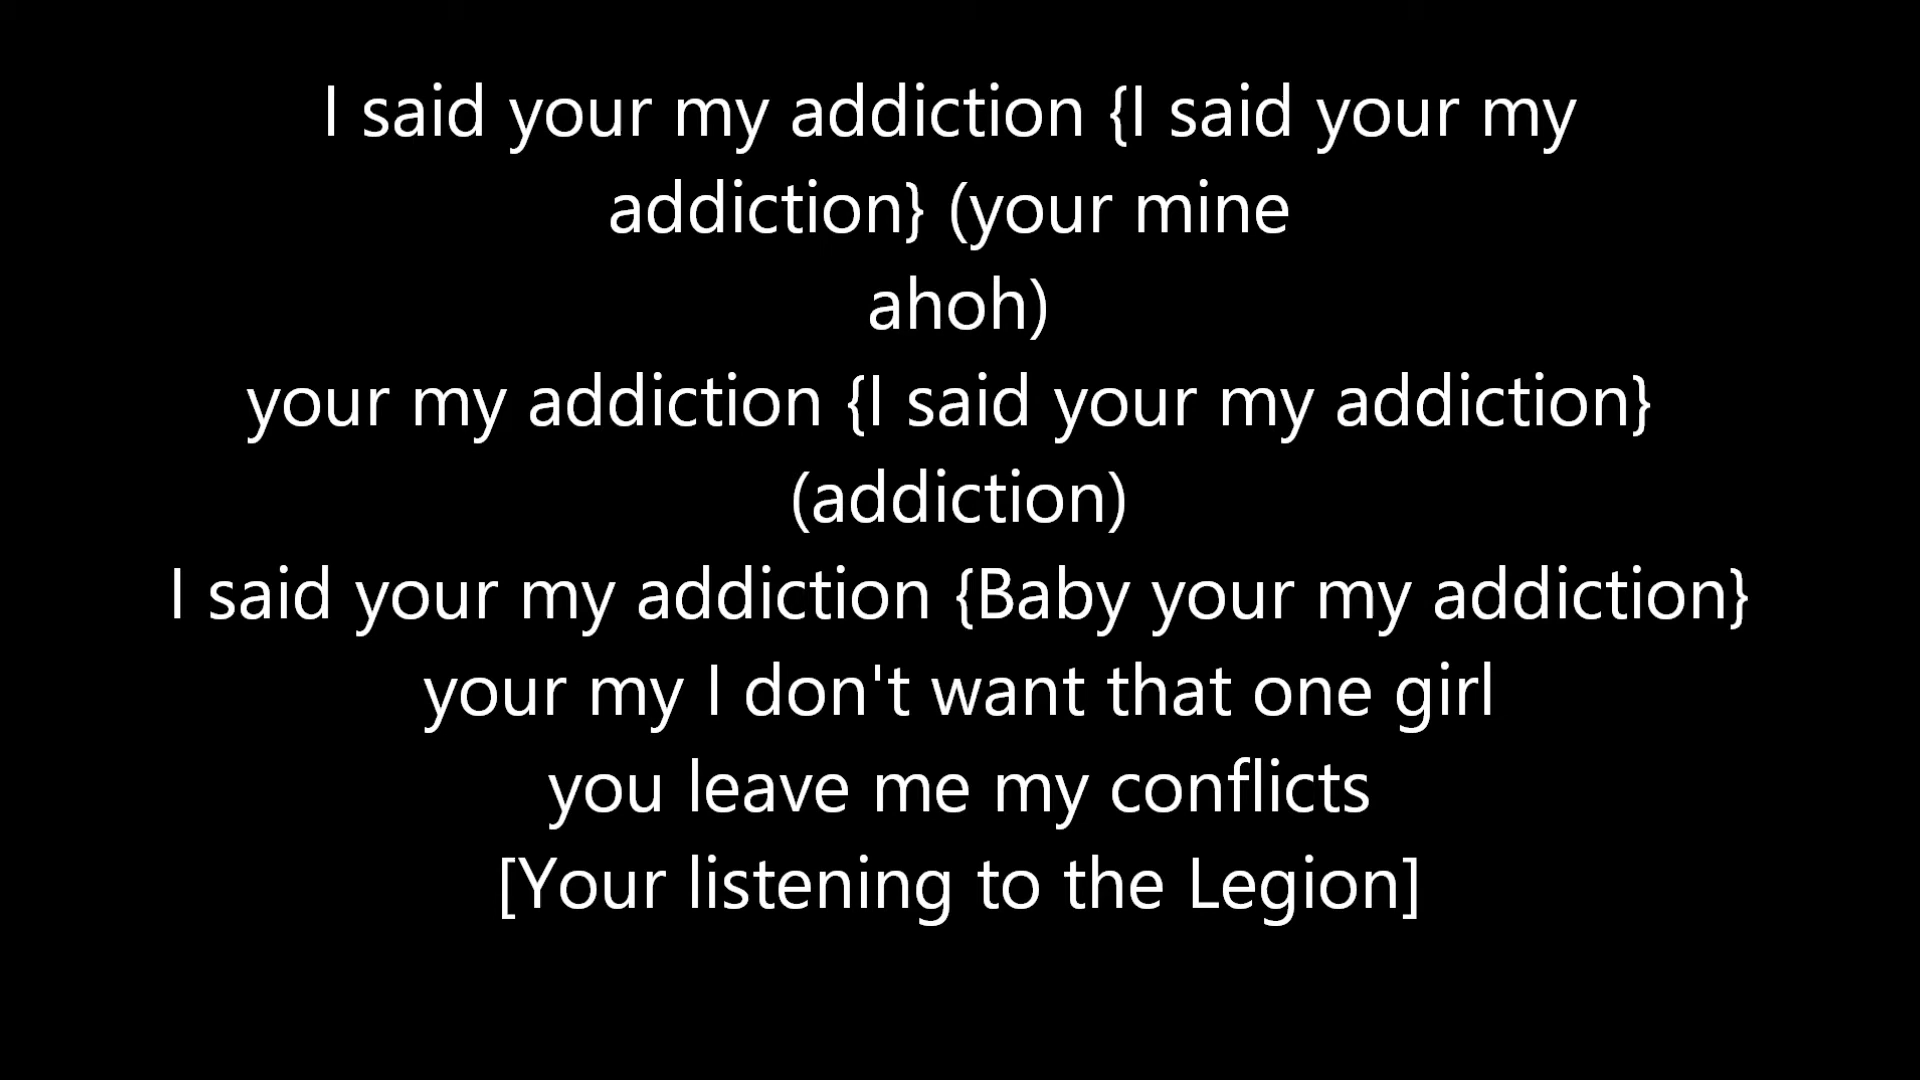 I said your my addiction {I said your my
addiction} (your mine
ahoh)
your my addiction {I said your my addiction}
(addiction)
I said your my addiction {Baby your my addiction}
your my I don't want that one girl
you leave me my conflicts
[Your listening to the Legion]